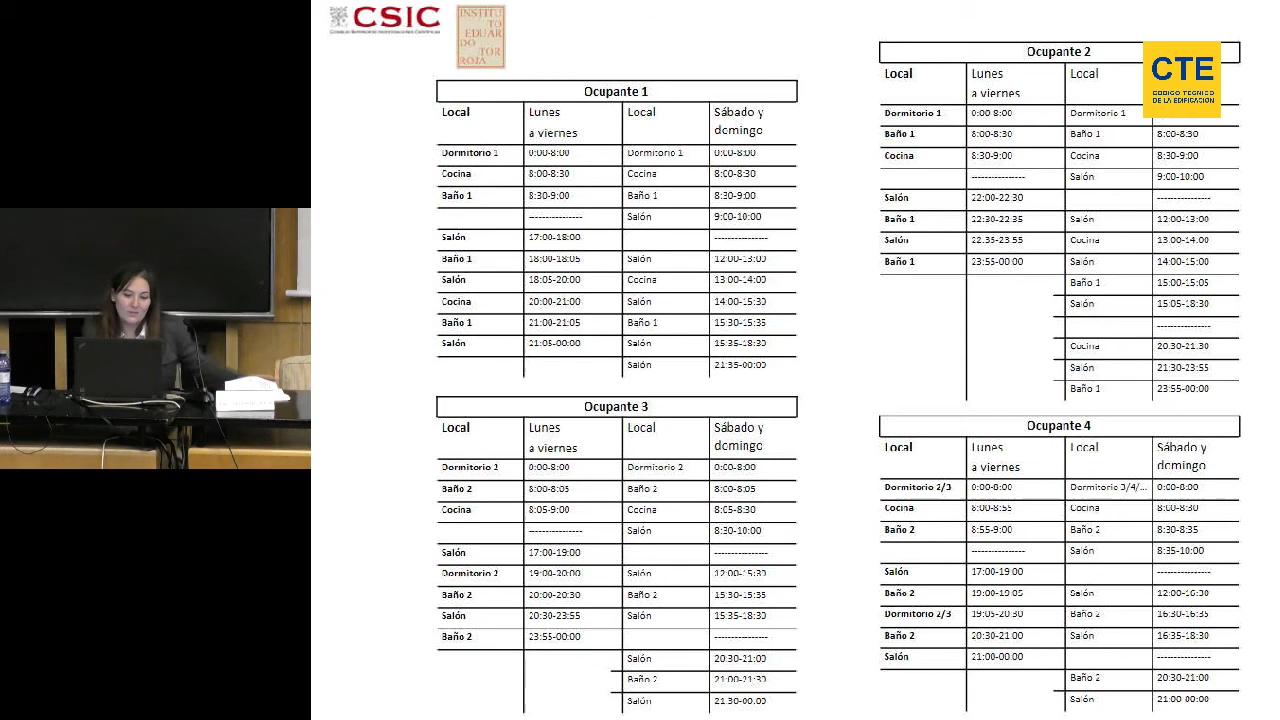 CSIC
CONSEJO SUPERIOR DE INVESTIGACIONES CIENTÍFICAS
INSTITU
TO
EDUAR
DO
TOR
ROJA
CTE
CÓDIGO TÉCNICO
DE LA EDIFICACIÓN
Ocupante 1
Local Lunes a viernes Local Sábado y domingo
Dormitorio 1 0:00-8:00 Dormitorio 1 0:00-8:00
Cocina 8:00-8:30 Cocina 8:00-8:30
Baño 1 8:30-9:00 Baño 1 8:30-9:00
---------------- Salón 9:00-10:00
Salón 17:00-18:00 ----------------
Baño 1 18:00-18:05 Salón 12:00-13:00
Salón 18:05-20:00 Cocina 13:00-14:00
Cocina 20:00-21:00 Salón 14:00-15:30
Baño 1 21:00-21:05 Baño 1 15:30-15:35
Salón 21:05-00:00 Salón 15:35-18:30
Salón 21:35-00:00
Ocupante 2
Local Lunes a viernes Local
Dormitorio 1 0:00-8:00 Dormitorio 1
Baño 1 8:00-8:30 Baño 1 8:00-8:30
Cocina 8:30-9:00 Cocina 8:30-9:00
---------------- Salón 9:00-10:00
Salón 22:00-22:30 ----------------
Baño 1 22:30-22:35 Salón 12:00-13:00
Salón 22:35-23:55 Cocina 13:00-14:00
Baño 1 23:55-00:00 Salón 14:00-15:00
Baño 1 15:00-15:05
Salón 15:05-18:30
----------------
Cocina 20:30-21:30
Salón 21:30-23:55
Baño 1 23:55-00:00
Ocupante 3
Local Lunes a viernes Local Sábado y domingo
Dormitorio 2 0:00-8:00 Dormitorio 2 0:00-8:00
Baño 2 8:00-8:05 Baño 2 8:00-8:05
Cocina 8:05-9:00 Cocina 8:05-8:30
---------------- Salón 8:30-10:00
Salón 17:00-19:00 ----------------
Dormitorio 2 19:00-20:00 Salón 12:00-15:30
Baño 2 20:00-20:30 Baño 2 15:30-15:35
Salón 20:30-23:55 Salón 15:35-18:30
Baño 2 23:55-00:00 ----------------
Salón 20:30-21:00
Baño 2 21:00-21:30
Salón 21:30-00:00
Ocupante 4
Local Lunes a viernes Local Sábado y domingo
Dormitorio 2/3 0:00-8:00 Dormitorio 3/4/... 0:00-8:00
Cocina 8:00-8:55 Cocina 8:00-8:30
Baño 2 8:55-9:00 Baño 2 8:30-8:35
---------------- Salón 8:35-10:00
Salón 17:00-19:00 ----------------
Baño 2 19:00-19:05 Salón 12:00-16:30
Dormitorio 2/3 19:05-20:30 Baño 2 16:30-16:35
Baño 2 20:30-21:00 Salón 16:35-18:30
Salón 21:00-00:00 ----------------
Baño 2 20:30-21:00
Salón 21:00-00:00